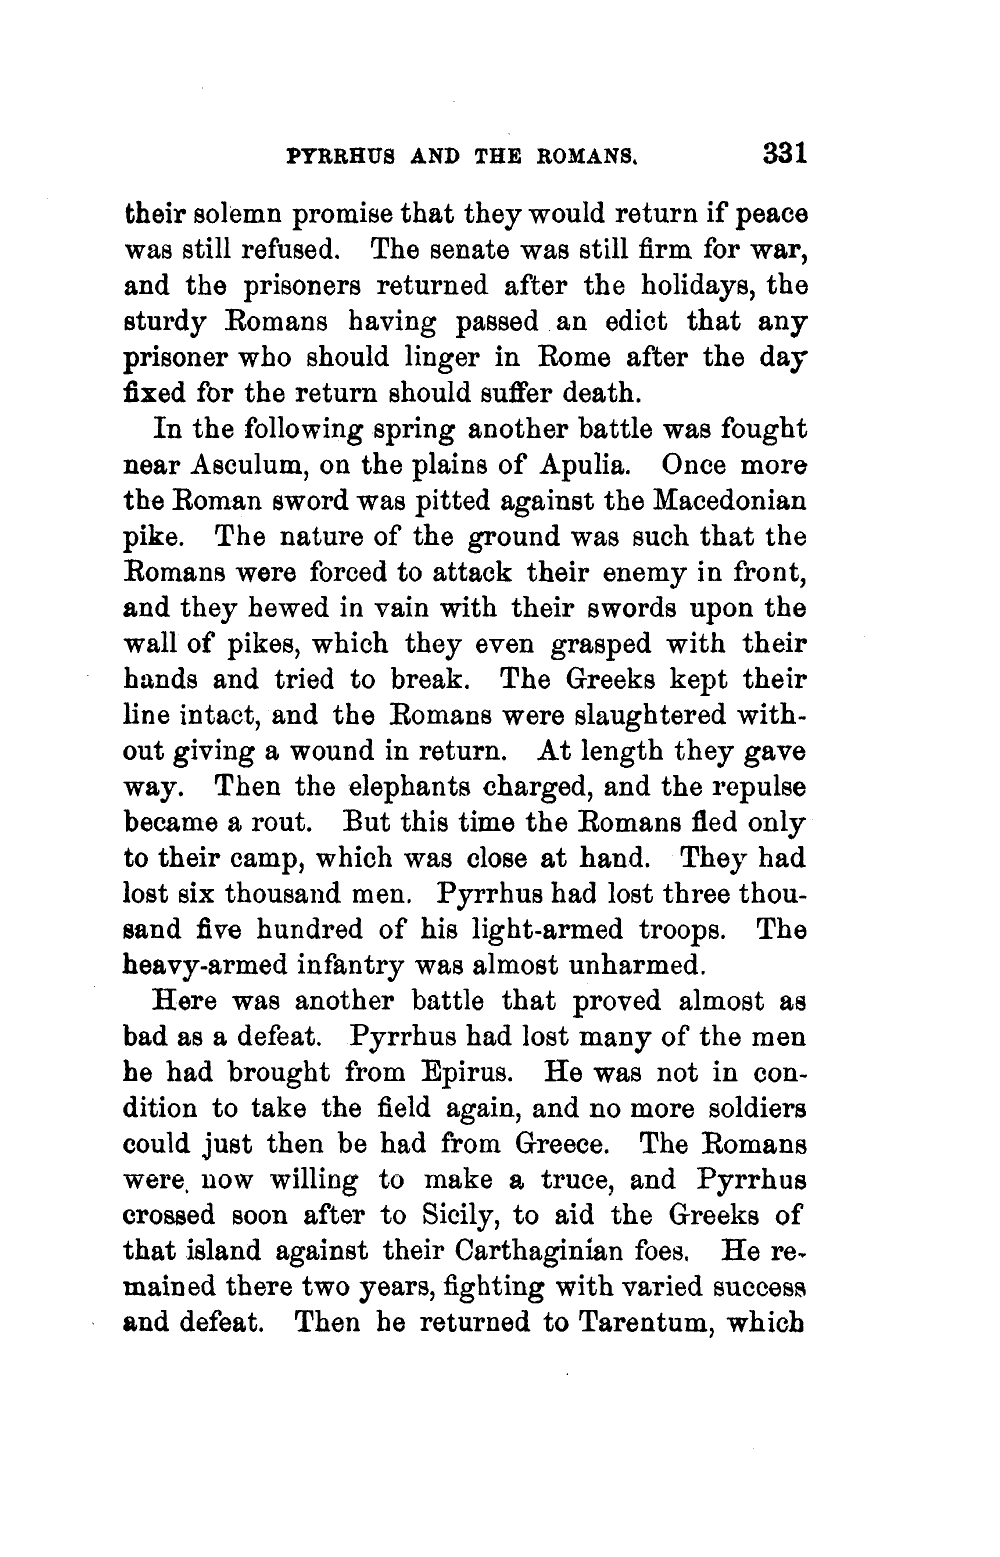 PYRRHUS AND THE ROMANS. 331
their solemn promise that they would return if peace
was still refused. The senate was still firm for war,
and the prisoners returned after the holidays, the
sturdy Romans having passed an edict that any
prisoner who should linger in Rome after the day
fixed for the return should suffer death.
In the following spring another battle was fought
near Asculum, on the plains of Apulia. Once more
the Roman sword was pitted against the Macedonian
pike. The nature of the ground was such that the
Romans were forced to attack their enemy in front,
and they hewed in vain with their swords upon the
wall of pikes, which they even grasped with their
hands and tried to break. The Greeks kept their
line intact, and the Romans were slaughtered with-
out giving a wound in return. At length they gave
way. Then the elephants charged, and the repulse
became a rout. But this time the Romans fled only
to their camp, which was close at hand. They had
lost six thousand men. Pyrrhus had lost three thou-
sand five hundred of his light-armed troops. The
heavy-armed infantry was almost unharmed.
Here was another battle that proved almost as
bad as a defeat. Pyrrhus had lost many of the men
he had brought from Epirus. He was not in con-
dition to take the field again, and no more soldiers
could just then be had from Greece. The Romans
were now willing to make a truce, and Pyrrhus
crossed soon after to Sicily, to aid the Greeks of
that island against their Carthaginian foes. He re-
mained there two years, fighting with varied success
and defeat. Then he returned to Tarentum, which